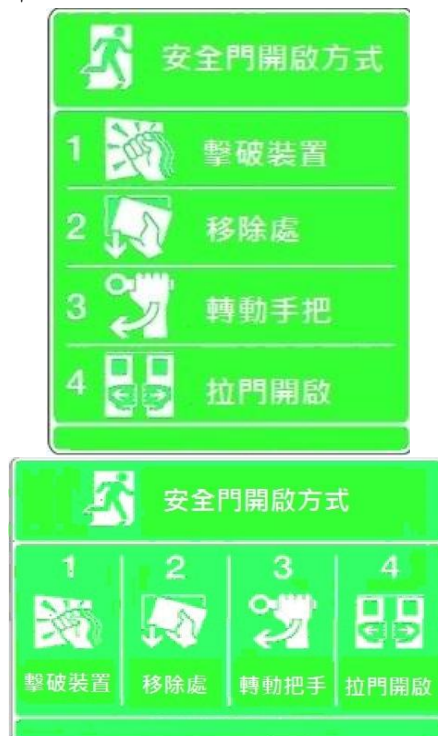 安全門開啟方式
1 擊破裝置
2 移除處
3 轉動手把
4 拉門開啟
安全門開啟方式
1 2 3 4
擊破裝置 移除處 轉動把手 拉門開啟